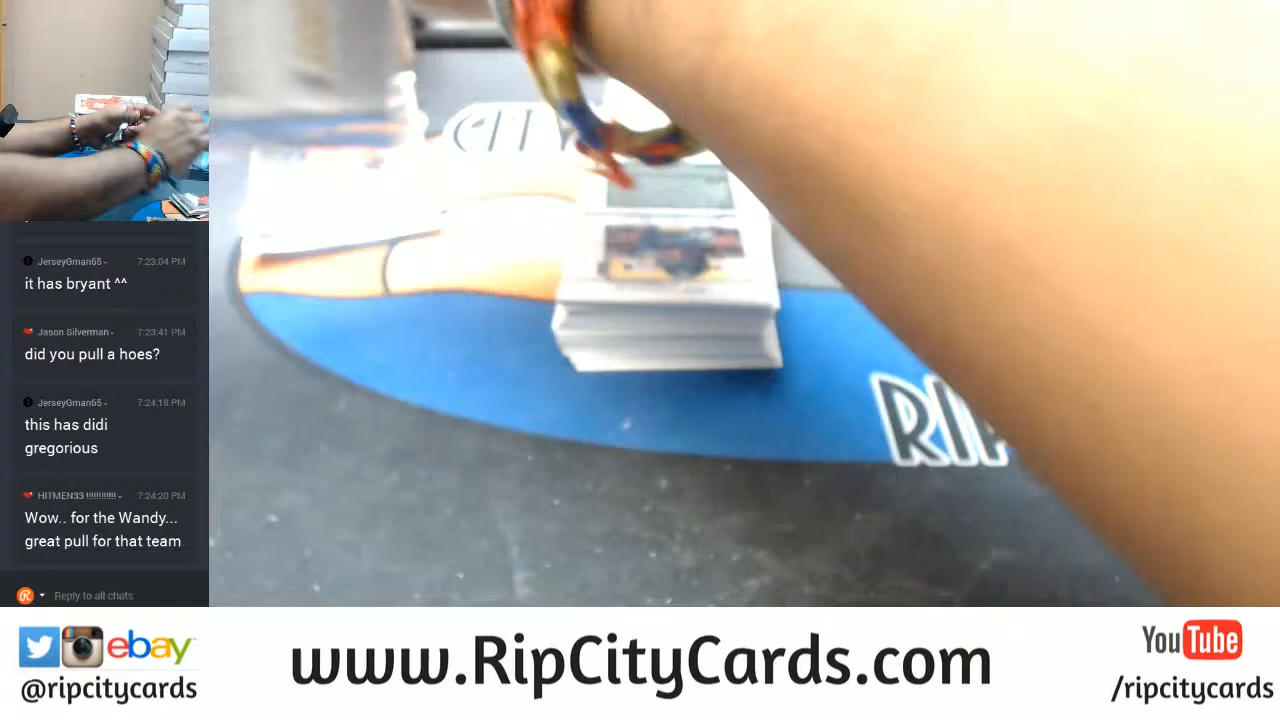 JerseyGman65 7:23:04 PM
it has bryant ^^
Jason Silverman 7:23:41 PM
did you pull a hoes?
JerseyGman65 7:24:18 PM
this has didi
gregorious
HITMEN33 !!!!!!!!!!!! 7:24:20 PM
Wow.. for the Wandy...
great pull for that team
Reply to all chats
CITY
RIP
ebay
@ripcitycards
www.RipCityCards.com
YouTube
/ripcitycards